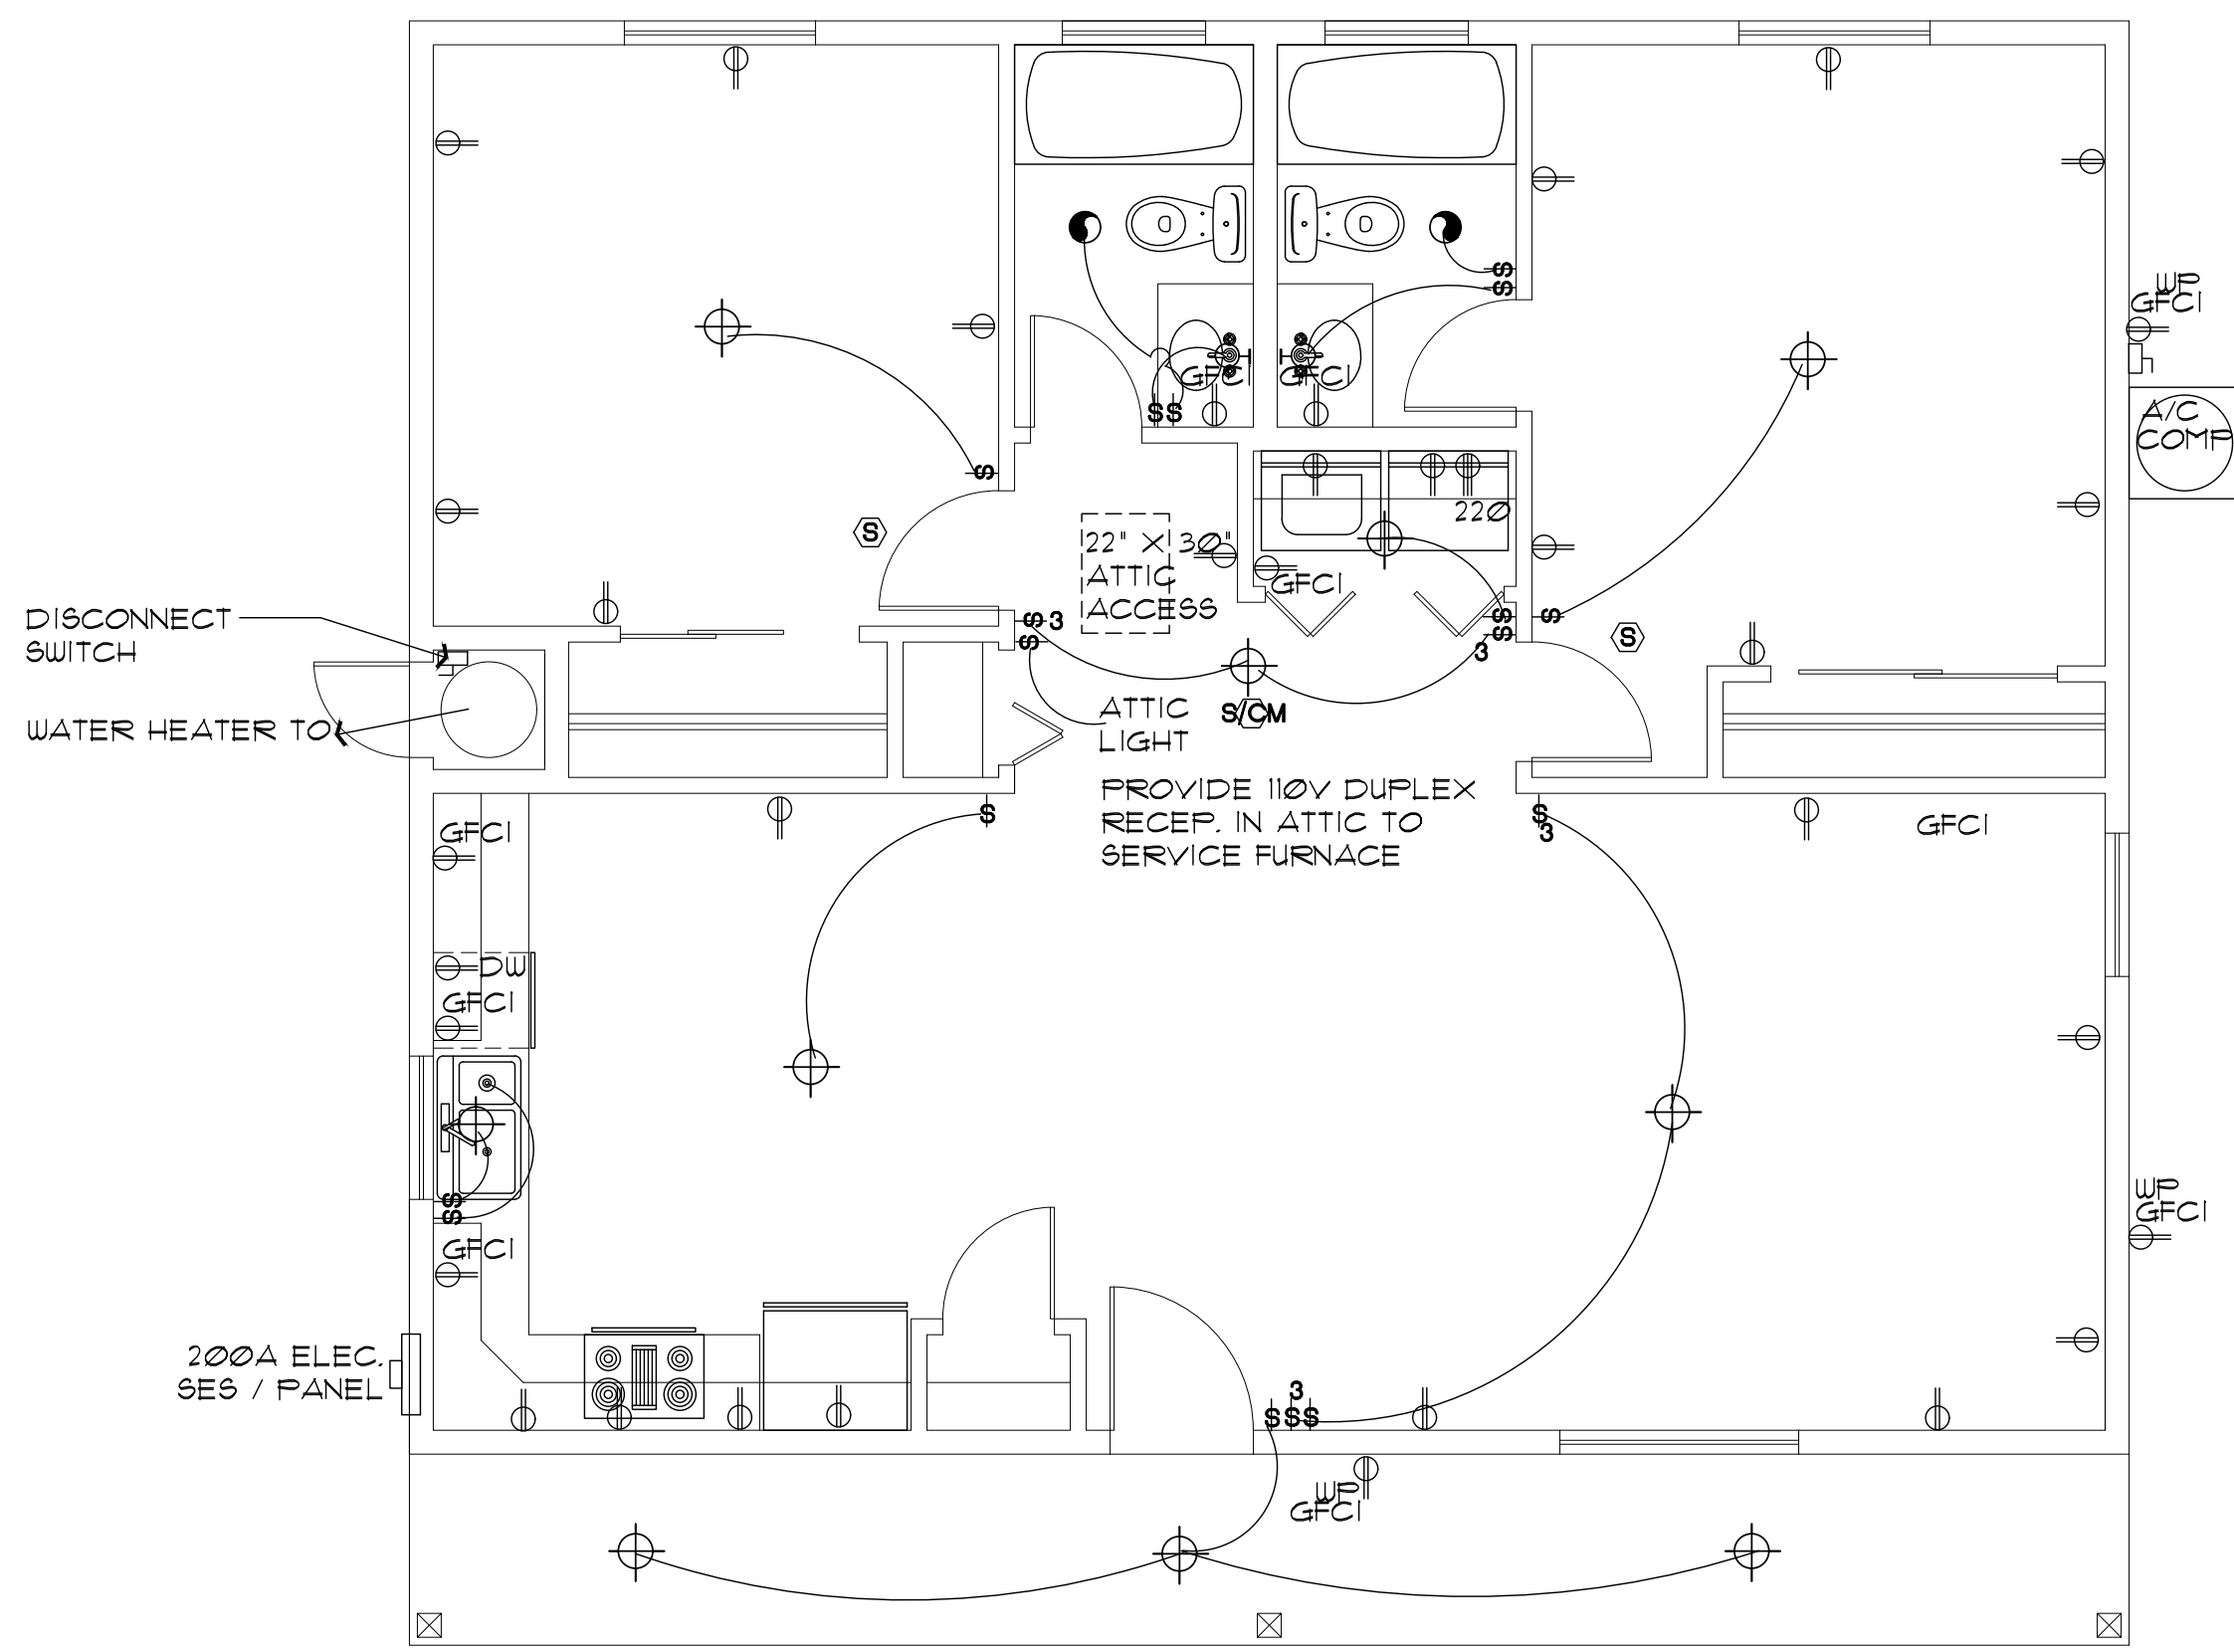 WP
GFCI
A/C
COMP
GFCI
GFCI
$
$
$$
$
220
GFCI
S
22" X 30"
ATTIC
ACCESS
DISCONNECT
SWITCH
$ 3
$
$
$
3
$
S
WATER HEATER TO
ATTIC
LIGHT
S/CM
PROVIDE 110V DUPLEX
RECEP. IN ATTIC TO
SERVICE FURNACE
GFCI
$
$
3
GFCI
DW
GFCI
$
$
GFCI
WP
GFCI
200A ELEC.
SES / PANEL
3
$$$
WP
GFCI